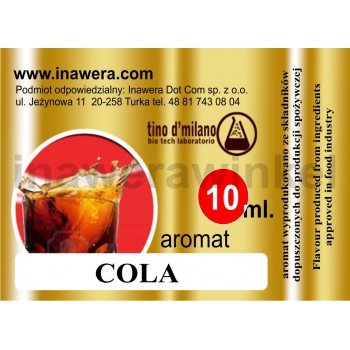 www.inawera.com
Podmiot odpowiedzialny: Inawera Dot Com sp. z o.o.
ul. Jeżynowa 11 20-258 Turka tel. 48 81 743 08 04
tino d'milano
bio tech laboratorio
10 ml.
aromat
COLA
aromat wyprodukowano ze składników
dopuszczonych do produkcji spożywczej
Flavour produced from ingredients
approved in food industry